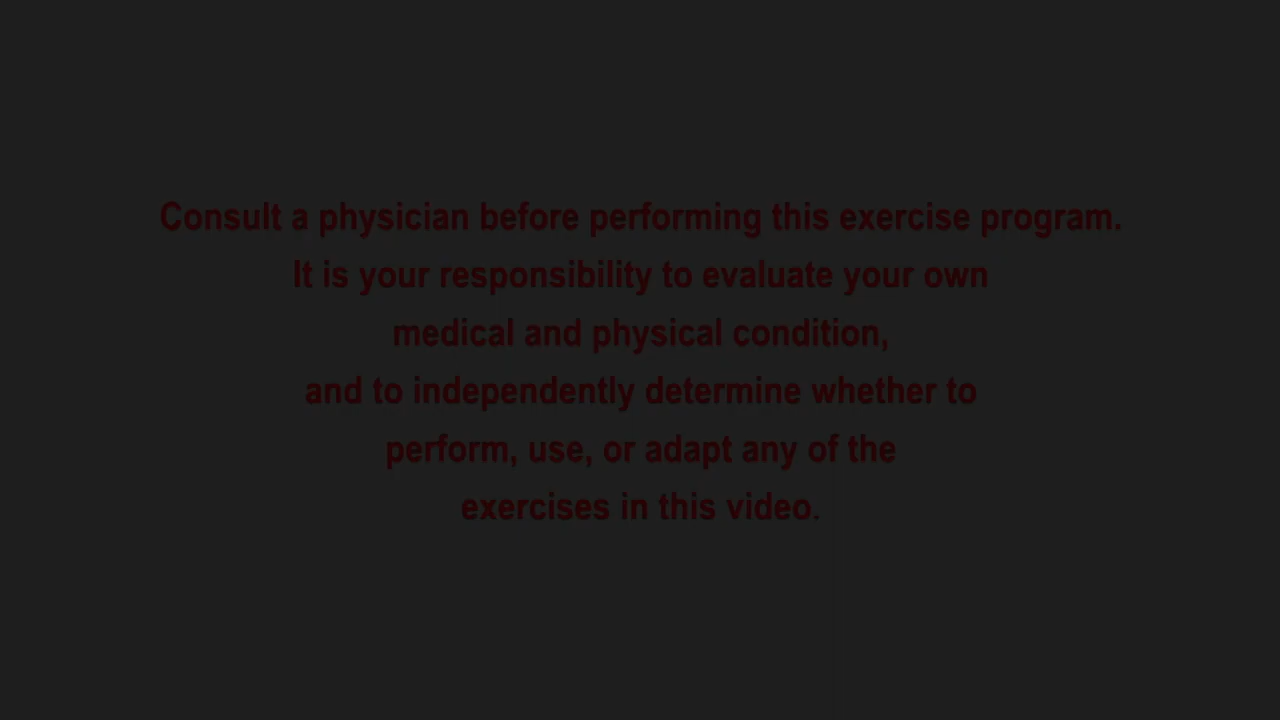 Consult a physician before performing this exercise program.
It is your responsibility to evaluate your own
medical and physical condition,
and to independently determine whether to
perform, use, or adapt any of the
exercises in this video.